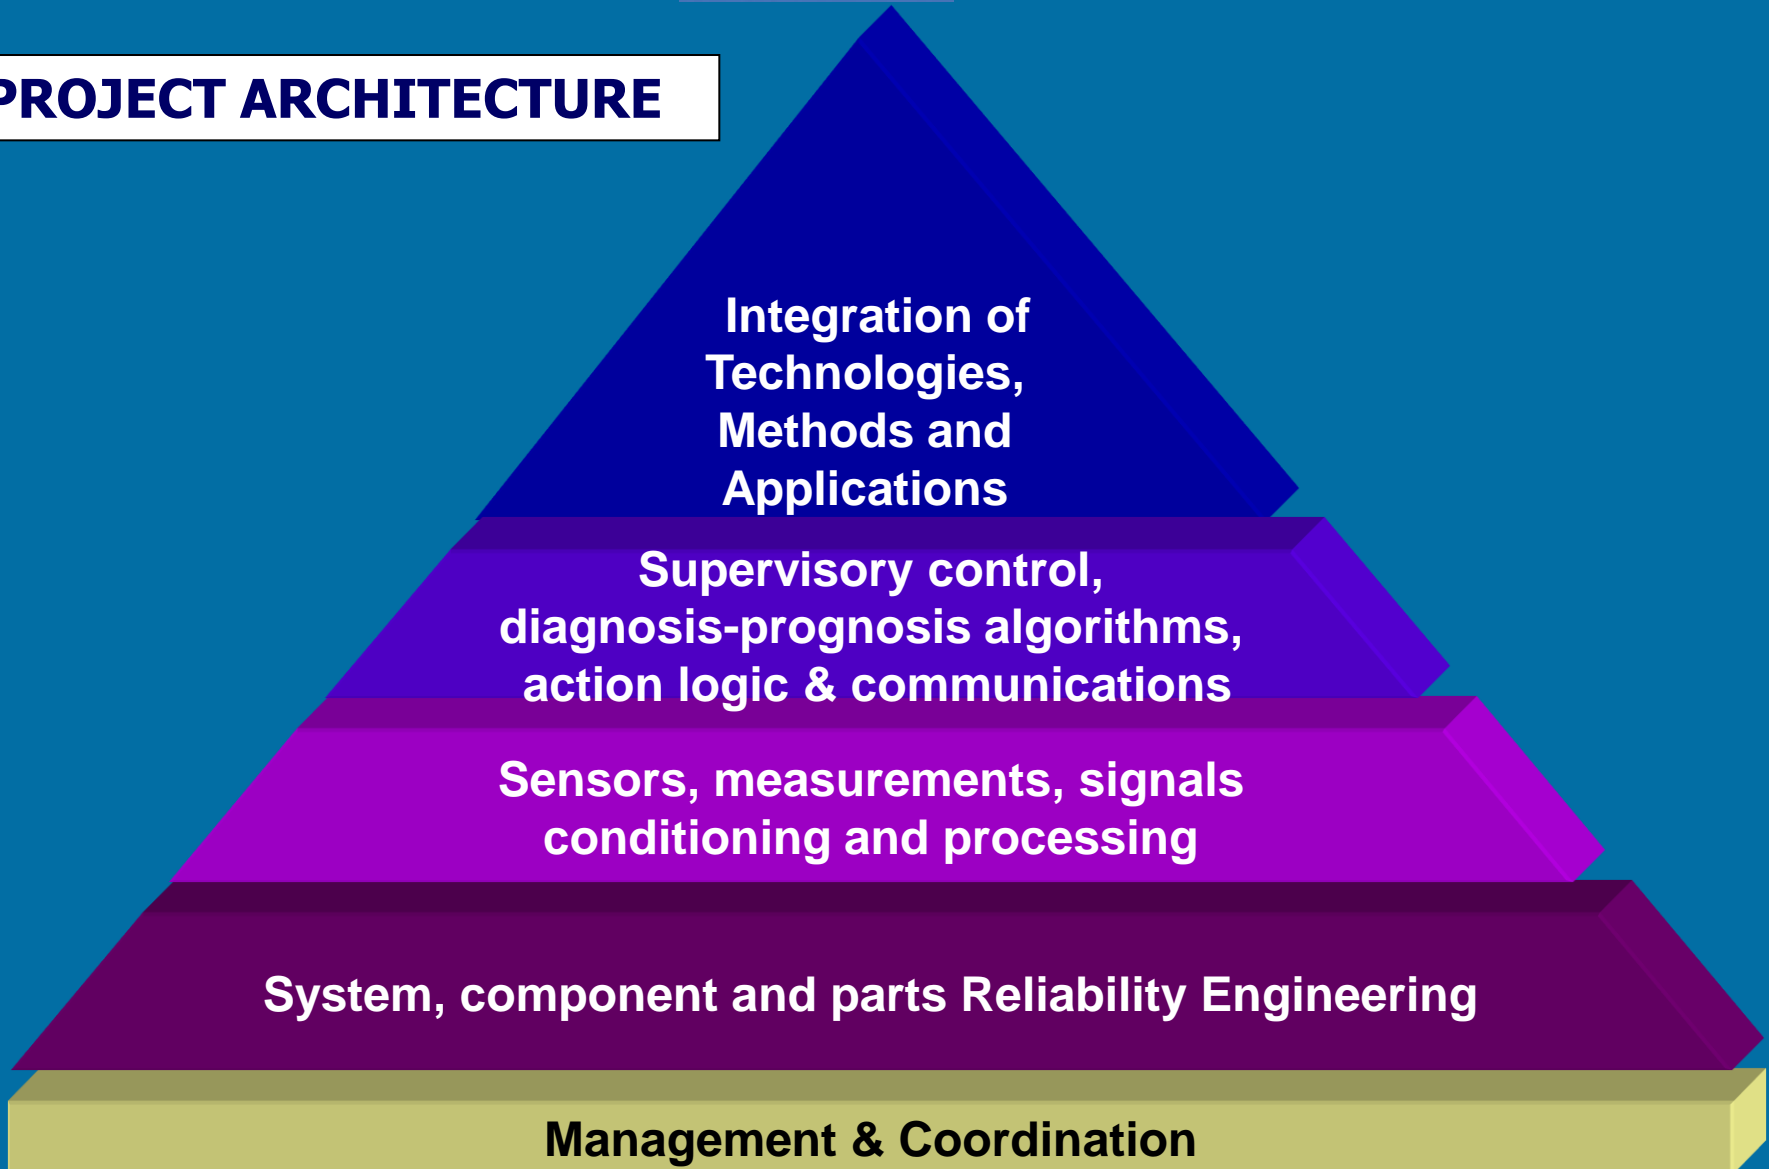 PROJECT ARCHITECTURE
Integration of
Technologies,
Methods and
Applications
Supervisory control,
diagnosis-prognosis algorithms,
action logic & communications
Sensors, measurements, signals
conditioning and processing
System, component and parts Reliability Engineering
Management & Coordination